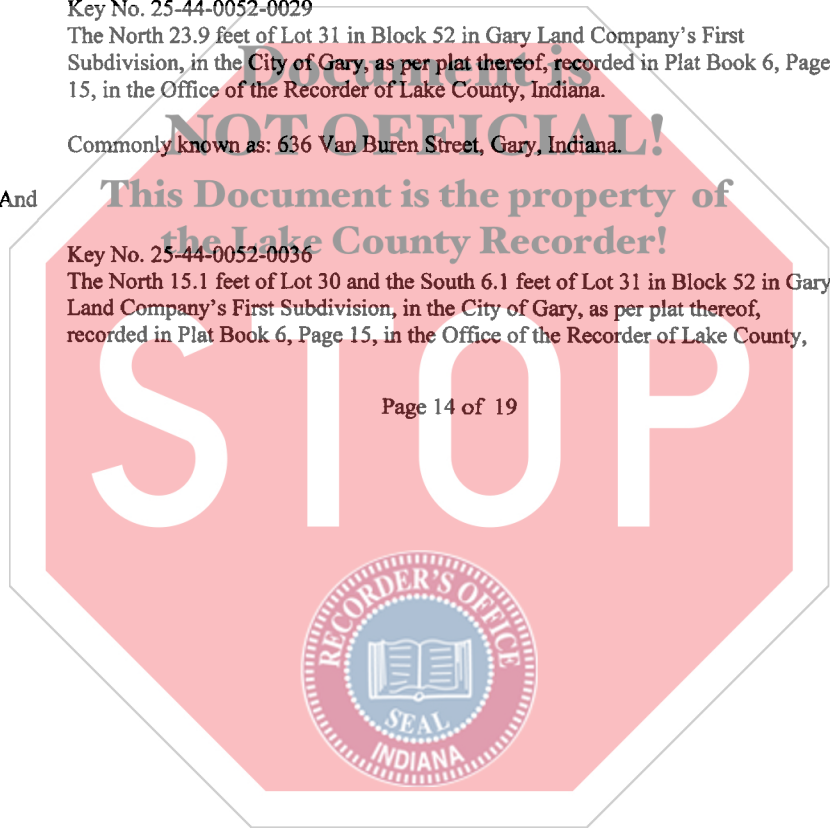 Key No. 25-44-0052-0029
The North 23.9 feet of Lot 31 in Block 52 in Gary Land Company's First
Subdivision, in the City of Gary, as per plat thereof, recorded in Plat Book 6, Page
15, in the Office of the Recorder of Lake County, Indiana.
Document is
NOT OFFICIAL!
Commonly known as: 636 Van Buren Street, Gary, Indiana.
And
This Document is the property of
the Lake County Recorder!
Key No. 25-44-0052-0036
The North 15.1 feet of Lot 30 and the South 6.1 feet of Lot 31 in Block 52 in Gary
Land Company's First Subdivision, in the City of Gary, as per plat thereof,
recorded in Plat Book 6, Page 15, in the Office of the Recorder of Lake County,
Page 14 of 19
STOP
RECORDER'S OFFICE
SEAL
INDIANA